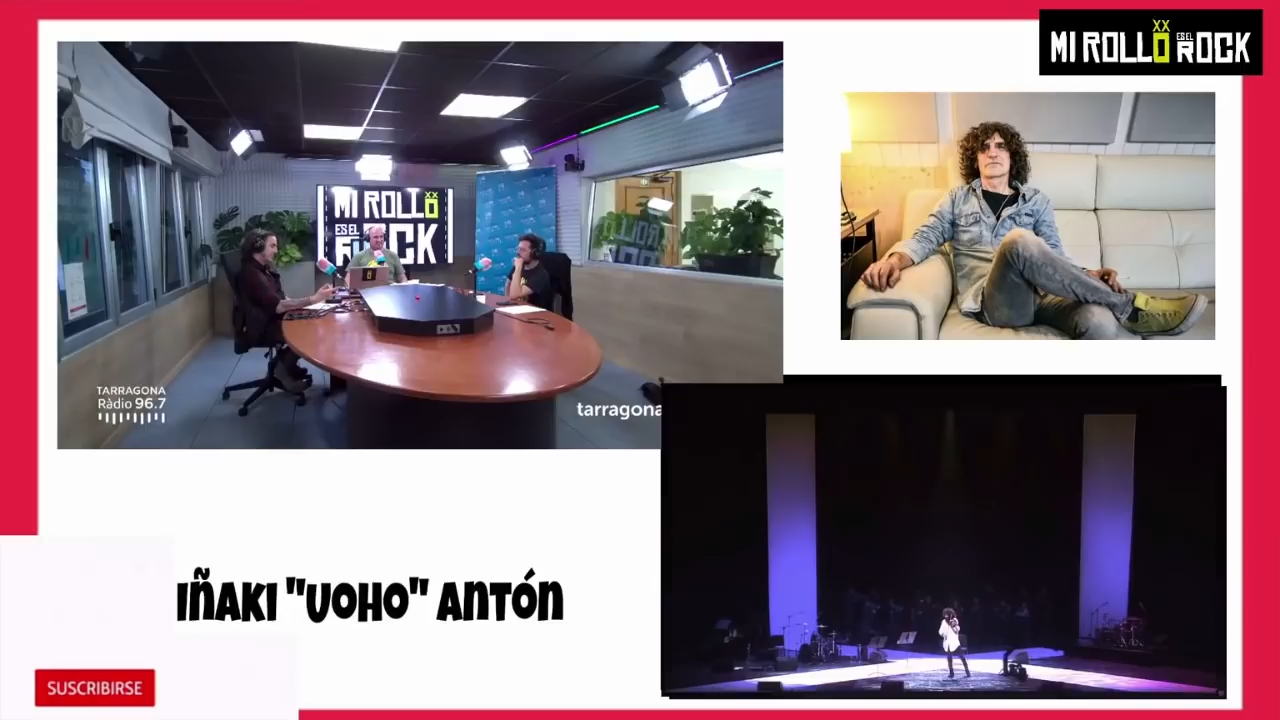 MI ROLLO XX ES EL ROCK
MI ROLLO XX
ES EL
ROCK
TARRAGONA
Ràdio 96.7
tarragona
IÑAKI "UOHO" ANTÓN
SUSCRIBIRSE